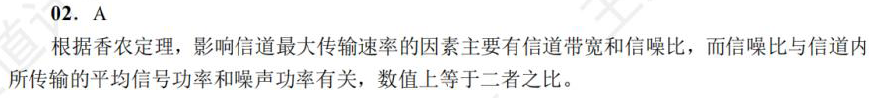 02．A
根据香农定理，影响信道最大传输速率的因素主要有信道带宽和信噪比，而信噪比与信道内
所传输的平均信号功率和噪声功率有关，数值上等于二者之比。